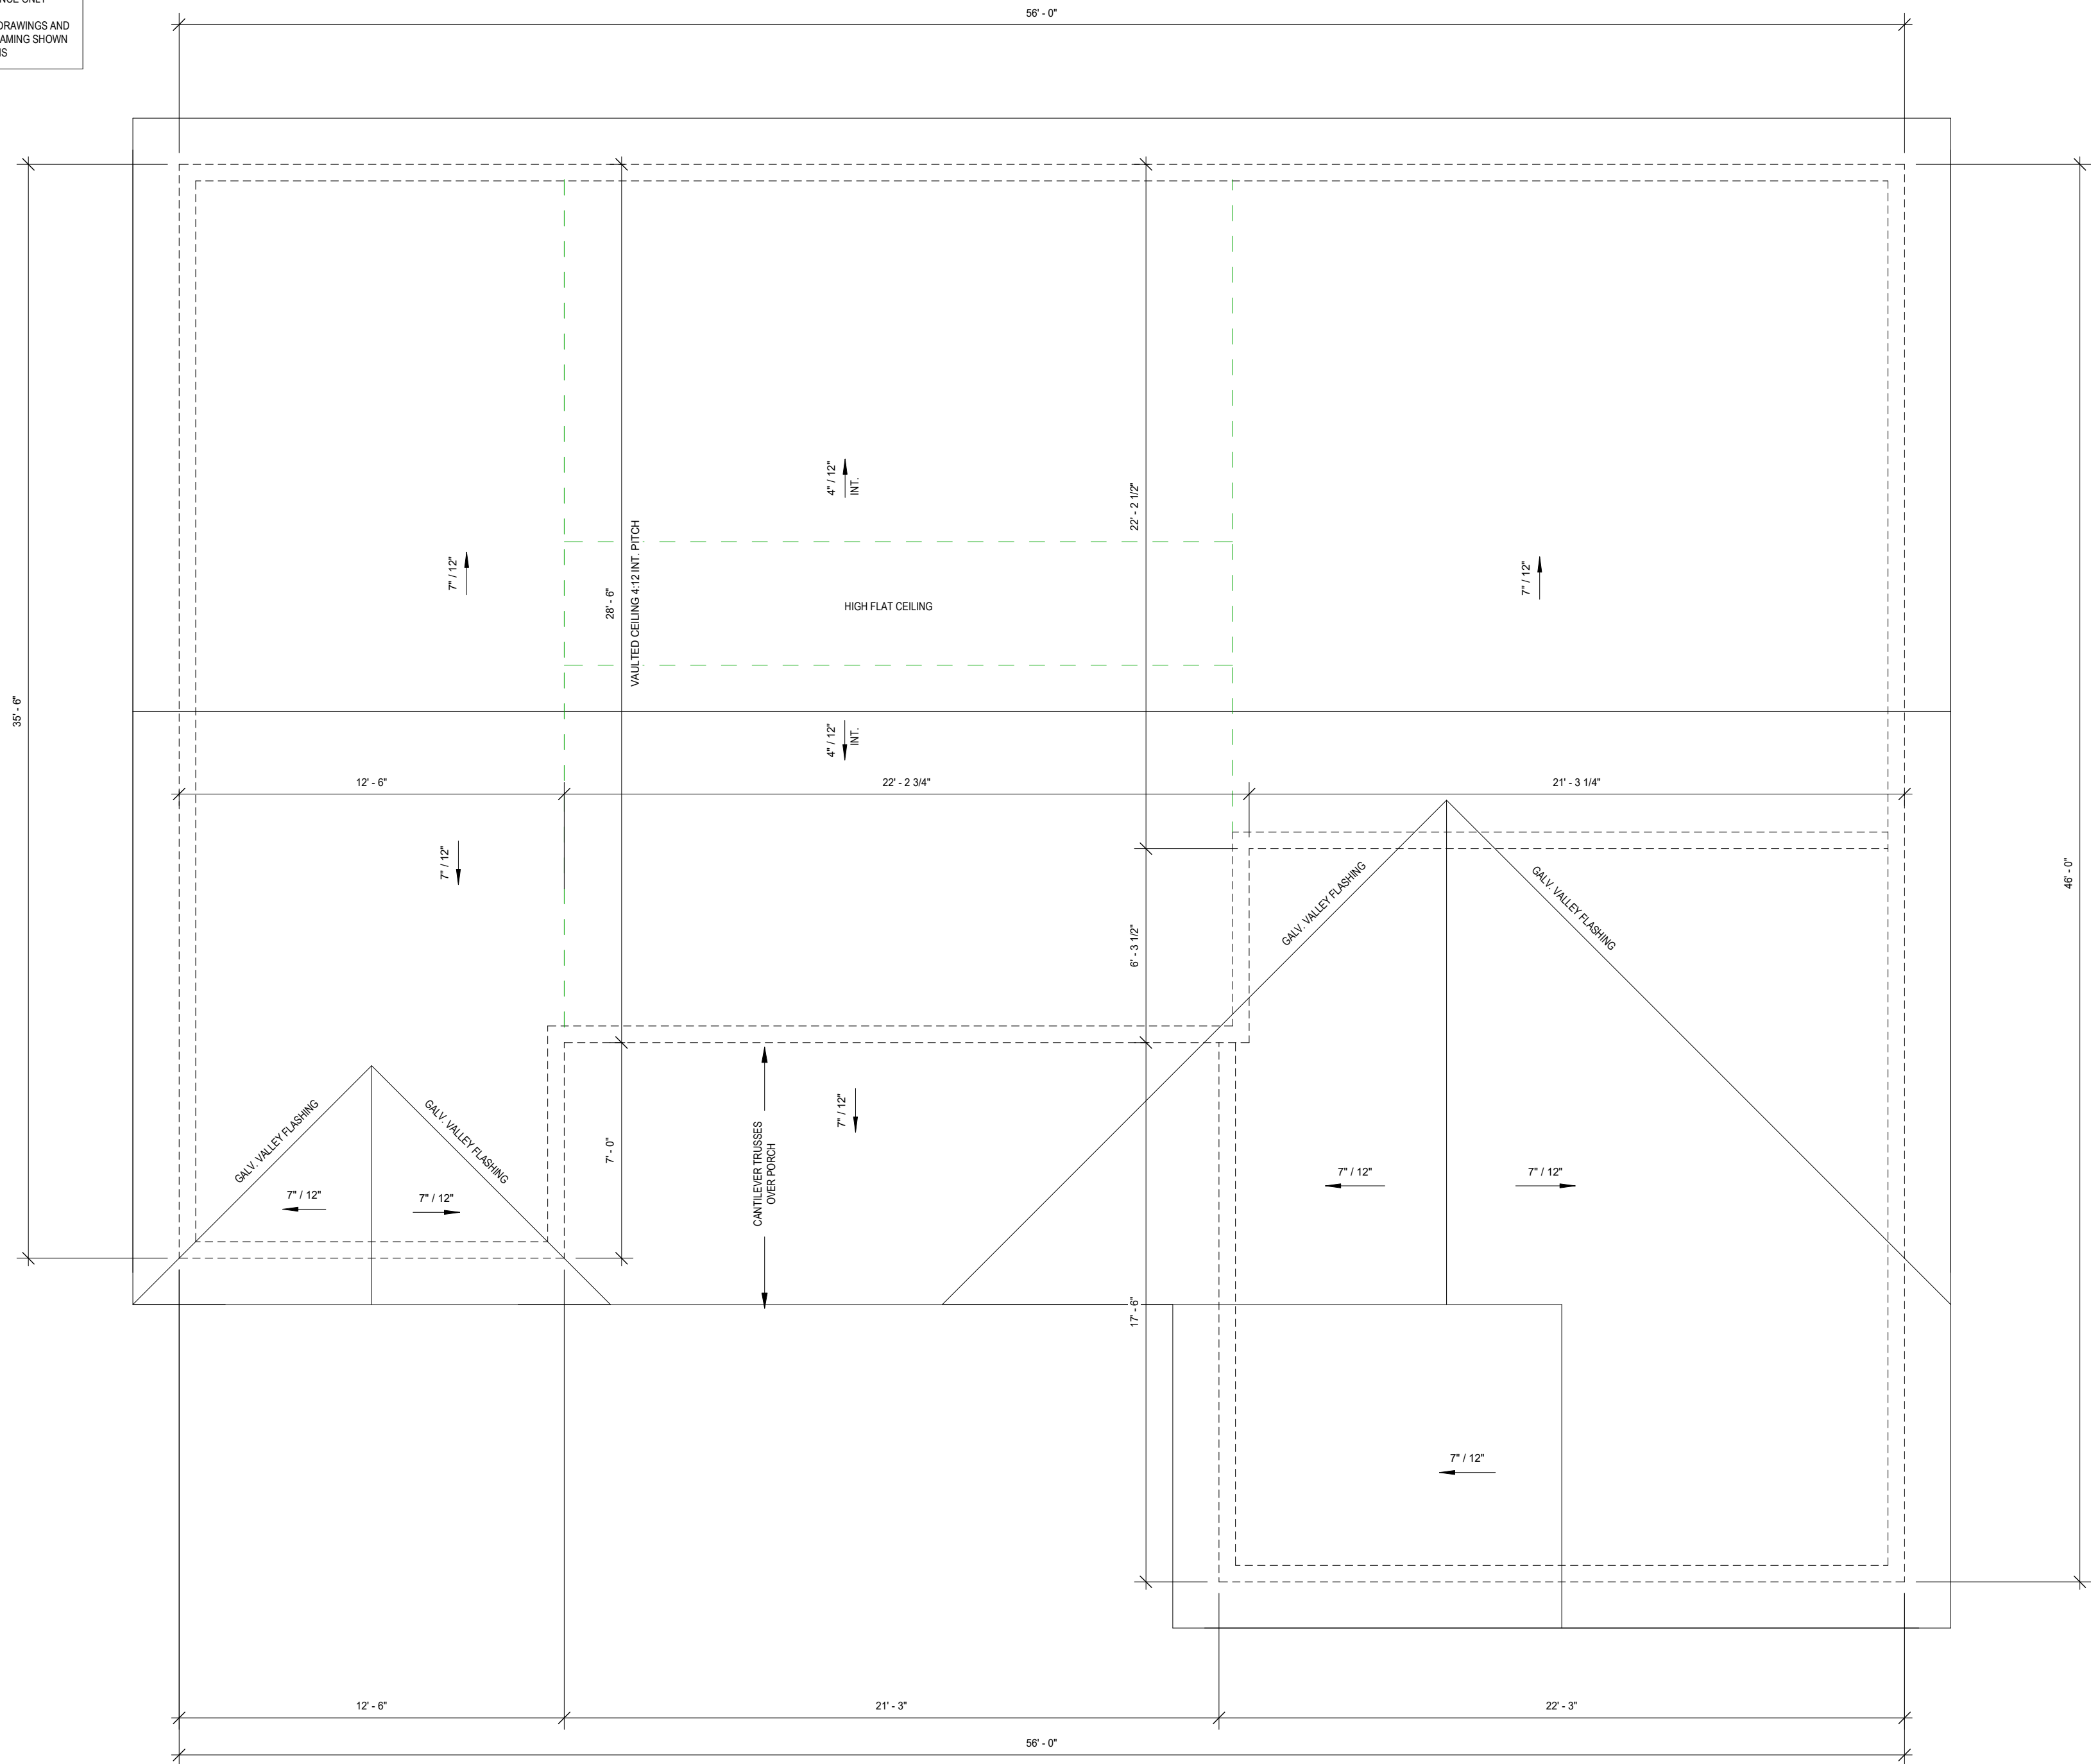 DRAWINGS AND
AMING SHOWN
56' - 0"
4" / 12"
INT.
22' - 2 1/2"
VAULTED CEILING 4:12 INT. PITCH
7" / 12"
7" / 12"
28' - 6"
HIGH FLAT CEILING
35' - 6"
4" / 12"
INT.
12' - 6"
22' - 2 3/4"
21' - 3 1/4"
7" / 12"
46' - 0"
GALV. VALLEY FLASHING
GALV. VALLEY FLASHING
6' - 3 1/2"
GALV. VALLEY FLASHING
GALV. VALLEY FLASHING
7' - 0"
CANTILEVER TRUSSES
OVER PORCH
7" / 12"
7" / 12"
7" / 12"
7" / 12"
7" / 12"
17' - 6"
7" / 12"
12' - 6"
21' - 3"
22' - 3"
56' - 0"